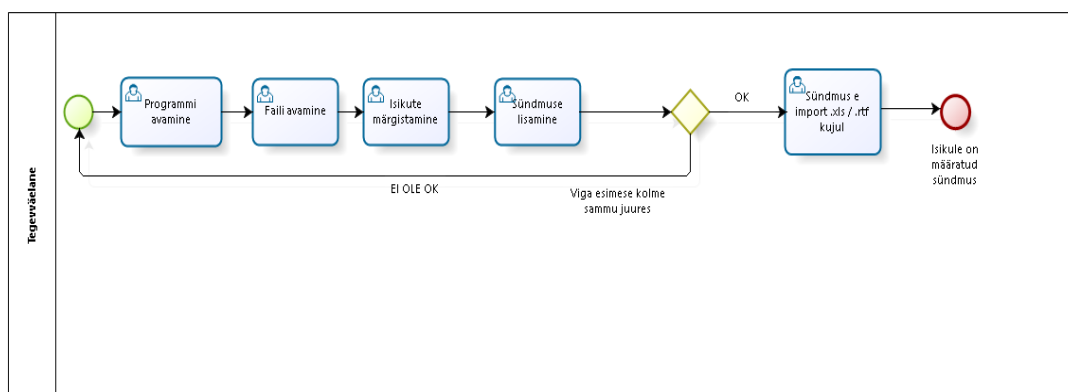 Tegevväelane
Programmi
avamine
Faili avamine
Isikute
märgistamine
Sündmuse
lisamine
OK
Sündmus e
import .xls / .rtf
kujul
Isikule on
määratud
sündmus
EI OLE OK
Viga esimese kolme
sammu juures